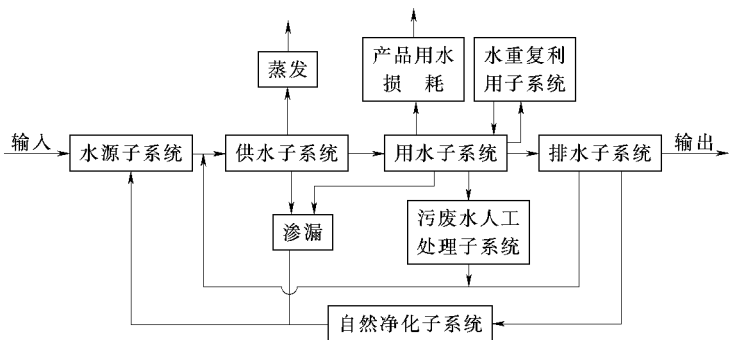 蒸发
产品用水
损 耗
水重复利
用子系统
输入
水源子系统
供水子系统
用水子系统
排水子系统
输出
渗漏
污废水人工
处理子系统
自然净化子系统